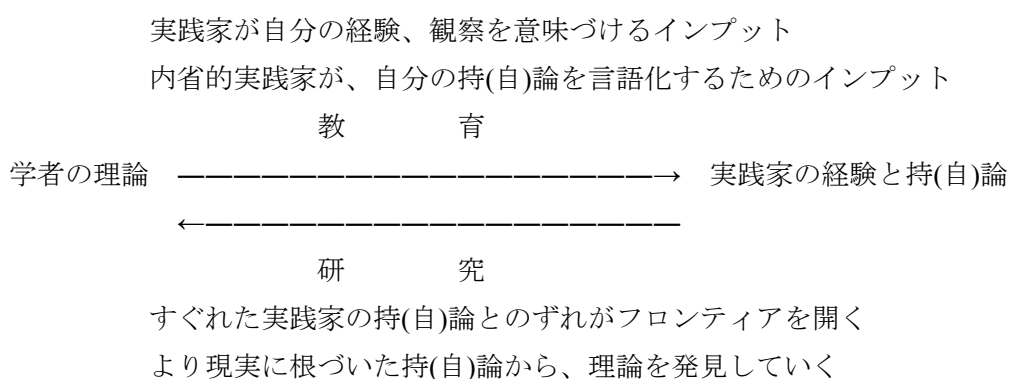 実践家が自分の経験、観察を意味づけるインプット
内省的実践家が、自分の持(自)論を言語化するためのインプット
教 育
学者の理論 ―――――――――――――――――→ 実践家の経験と持(自)論
←―――――――――――――――――
研 究
すぐれた実践家の持(自)論とのずれがフロンティアを開く
より現実に根づいた持(自)論から、理論を発見していく